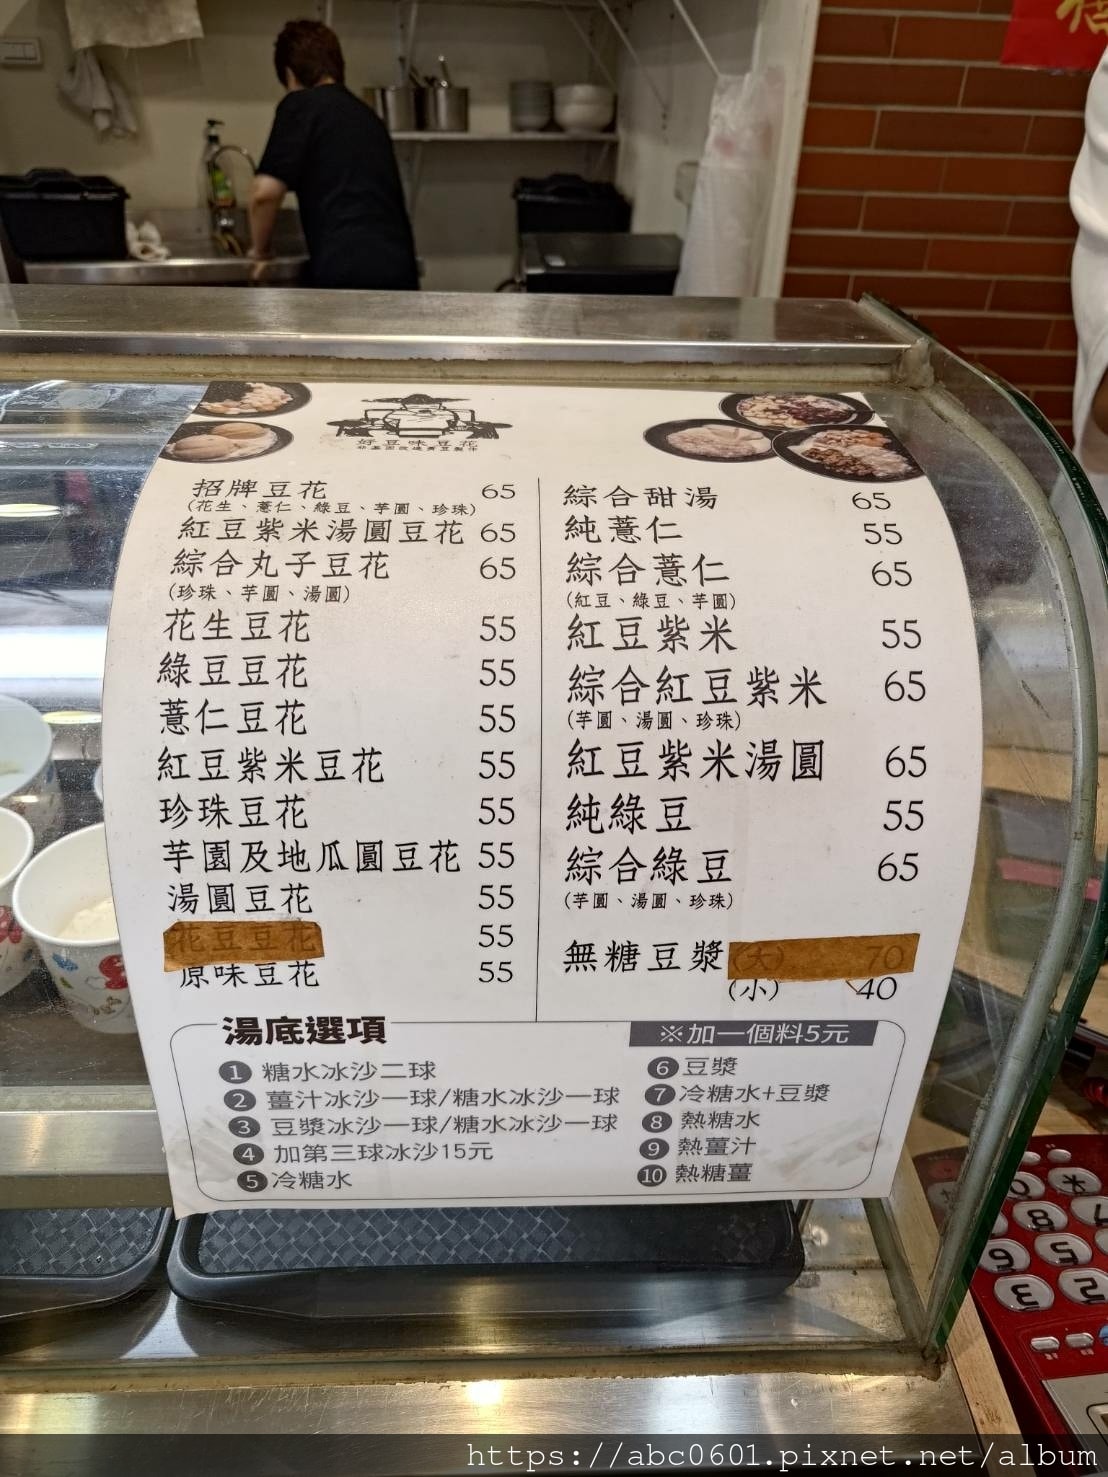 好豆味豆花
非基因改造黃豆製作
招牌豆花 65
(花生、薏仁、綠豆、芋圓、珍珠)
紅豆紫米湯圓豆花 65
綜合丸子豆花 65
(珍珠、芋圓、湯圓)
花生豆花 55
綠豆豆花 55
薏仁豆花 55
紅豆紫米豆花 55
珍珠豆花 55
芋園及地瓜圓豆花 55
湯圓豆花 55
花豆豆花 55
原味豆花 55
綜合甜湯 65
純薏仁 55
綜合薏仁 65
(紅豆、綠豆、芋圓)
紅豆紫米 55
綜合紅豆紫米 65
(芋圓、湯圓、珍珠)
紅豆紫米湯圓 65
純綠豆 55
綜合綠豆 65
(芋圓、湯圓、珍珠)
無糖豆漿(大) 70
(小) 40
湯底選項
※加一個料5元
1 糖水冰沙二球
2 薑汁冰沙一球/糖水冰沙一球
3 豆漿冰沙一球/糖水冰沙一球
4 加第三球冰沙15元
5 冷糖水
6 豆漿
7 冷糖水+豆漿
8 熱糖水
9 熱薑汁
10 熱糖薑
https://abc0601.pixnet.net/album